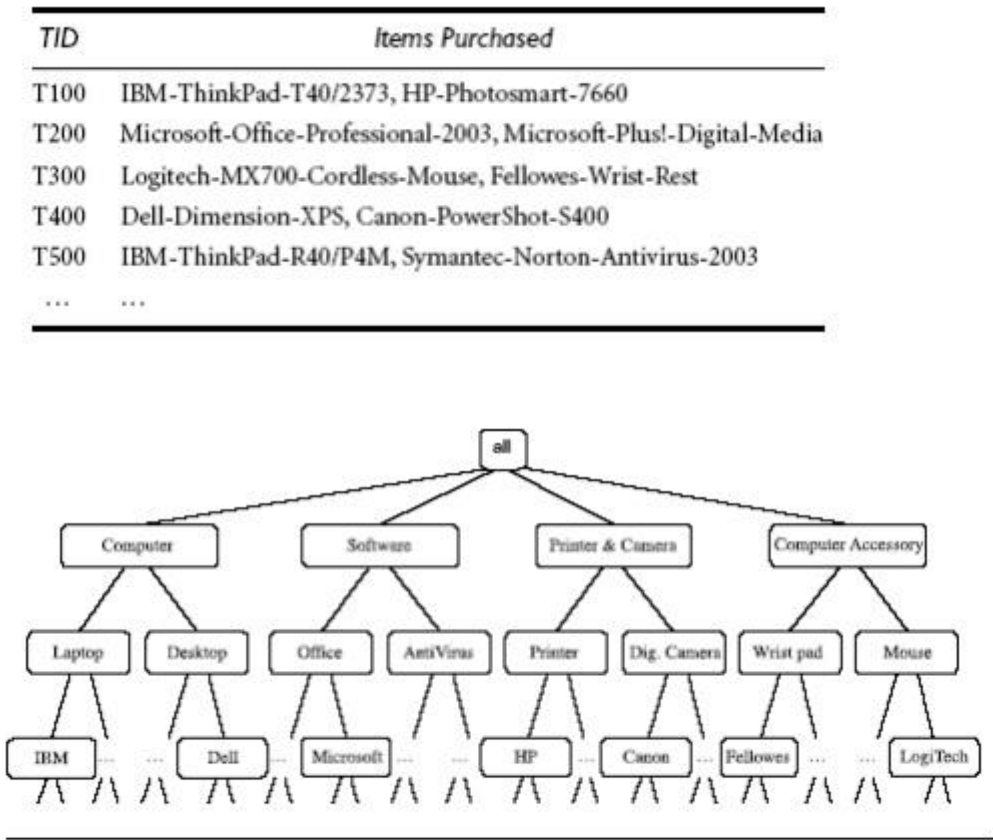 TID Items Purchased
T100 IBM-ThinkPad-T40/2373, HP-Photosmart-7660
T200 Microsoft-Office-Professional-2003, Microsoft-Plus!-Digital-Media
T300 Logitech-MX700-Cordless-Mouse, Fellowes-Wrist-Rest
T400 Dell-Dimension-XPS, Canon-PowerShot-S400
T500 IBM-ThinkPad-R40/P4M, Symantec-Norton-Antivirus-2003
... ...
all
Computer Software Printer & Camera Computer Accessory
Laptop Desktop Office AntiVirus Printer Dig. Camera Wrist pad Mouse
IBM ... ... Dell ... Microsoft ... ... HP ... Canon ... Fellowes ... ... LogiTech